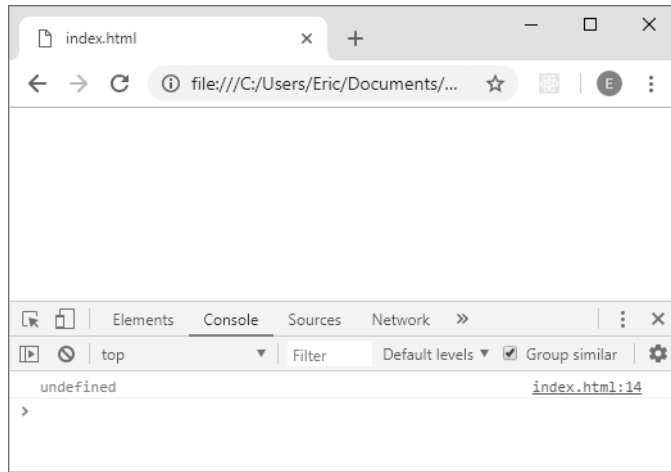 index.html
file:///C:/Users/Eric/Documents/...
E
Elements Console Sources Network
top Filter Default levels Group similar
undefined index.html:14